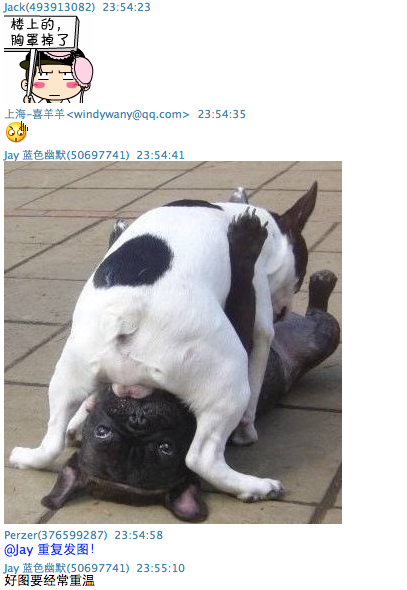 Jack(493913082)  23:54:23
楼上的，
胸罩掉了
上海-喜羊羊<windywany@qq.com>  23:54:35
Jay 蓝色幽默(50697741)  23:54:41
Perzer(376599287)  23:54:58
@Jay 重复发图！
Jay 蓝色幽默(50697741)  23:55:10
好图要经常重温